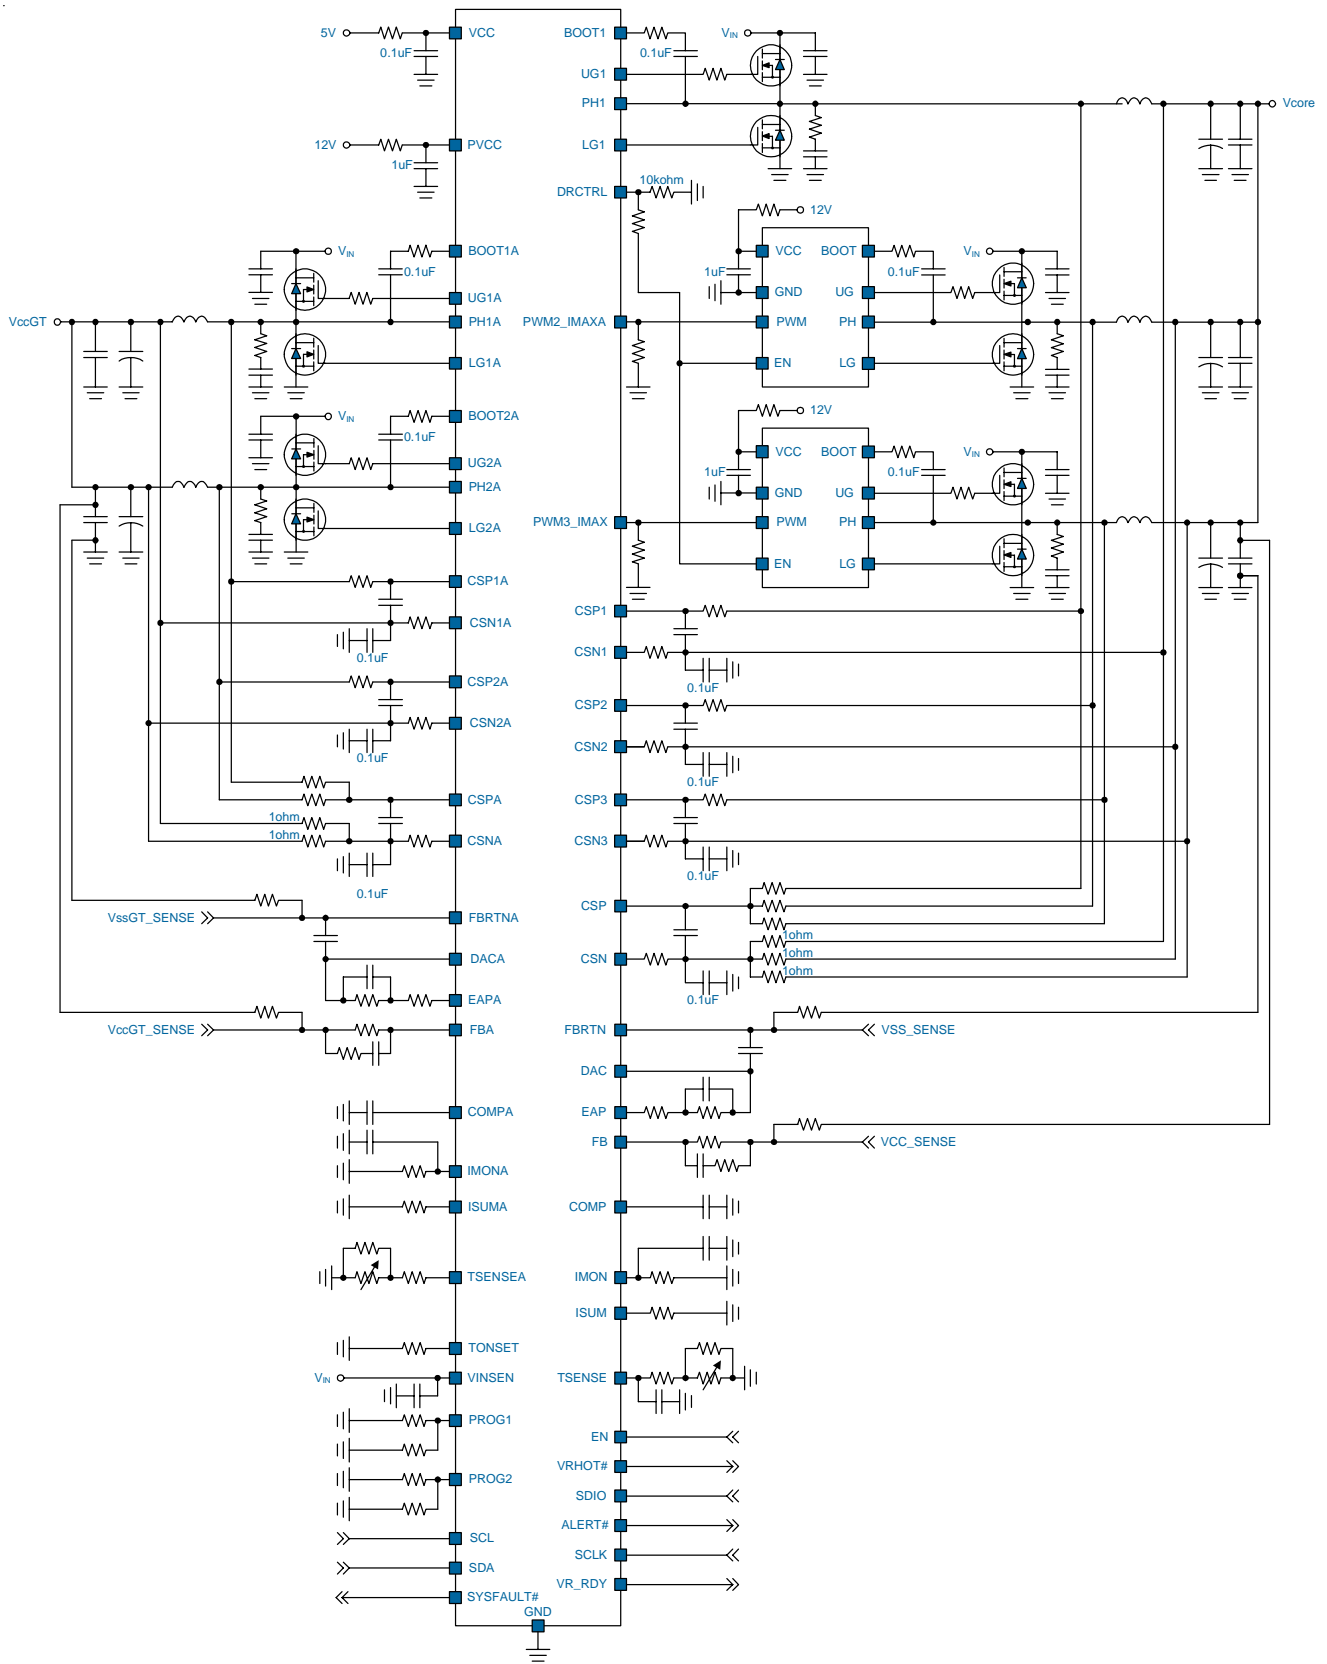 5V
0.1uF
VCC
BOOT1
0.1uF
VIN
UG1
PH1
Vcore
12V
1uF
PVCC
LG1
DRCTRL
10kohm
12V
VIN
BOOT1A
0.1uF
UG1A
VccGT
PH1A
LG1A
PWM2_IMAXA
VCC
BOOT
1uF
0.1uF
VIN
GND
UG
PWM
PH
EN
LG
VIN
BOOT2A
0.1uF
UG2A
PH2A
LG2A
12V
PWM3_IMAX
VCC
BOOT
1uF
0.1uF
VIN
GND
UG
PWM
PH
EN
LG
CSP1A
CSN1A
0.1uF
CSP2A
CSN2A
0.1uF
CSPA
1ohm
1ohm
CSNA
0.1uF
CSP1
CSN1
0.1uF
CSP2
CSN2
0.1uF
CSP3
CSN3
0.1uF
CSP
1ohm
CSN
1ohm
1ohm
0.1uF
VssGT_SENSE
FBRTNA
DACA
EAPA
VccGT_SENSE
FBA
FBRTN
VSS_SENSE
DAC
EAP
FB
VCC_SENSE
COMPA
IMONA
ISUMA
COMP
TSENSEA
IMON
ISUM
TONSET
VIN
VINSEN
TSENSE
PROG1
EN
VRHOT#
PROG2
SDIO
ALERT#
SCL
SCLK
SDA
VR_RDY
SYSFAULT#
GND